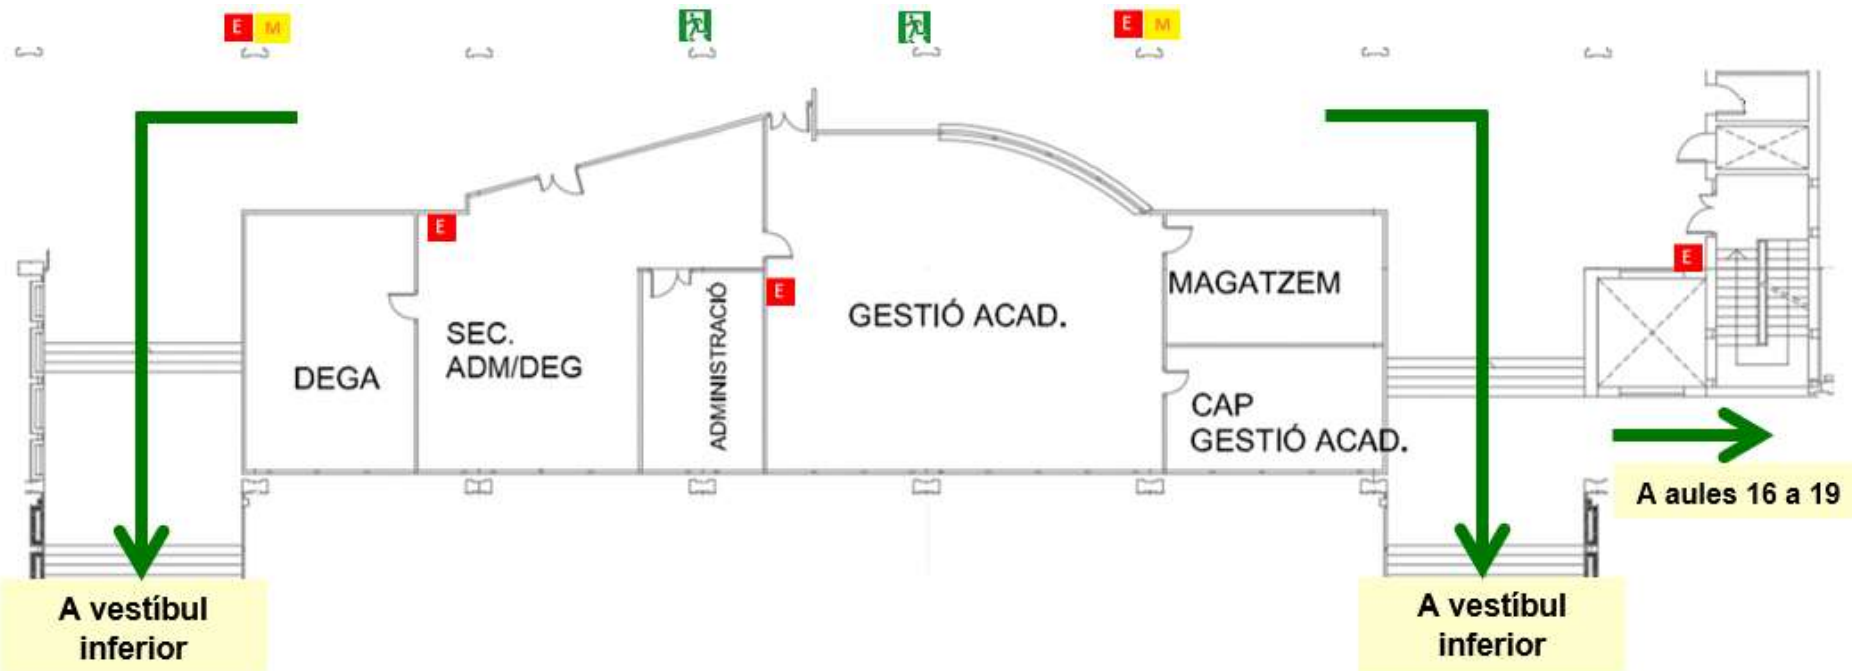 E M
E M
E
E
E
DEGA
SEC.
ADM/DEG
ADMINISTRACIÓ
GESTIÓ ACAD.
MAGATZEM
CAP
GESTIÓ ACAD.
A aules 16 a 19
A vestíbul
inferior
A vestíbul
inferior